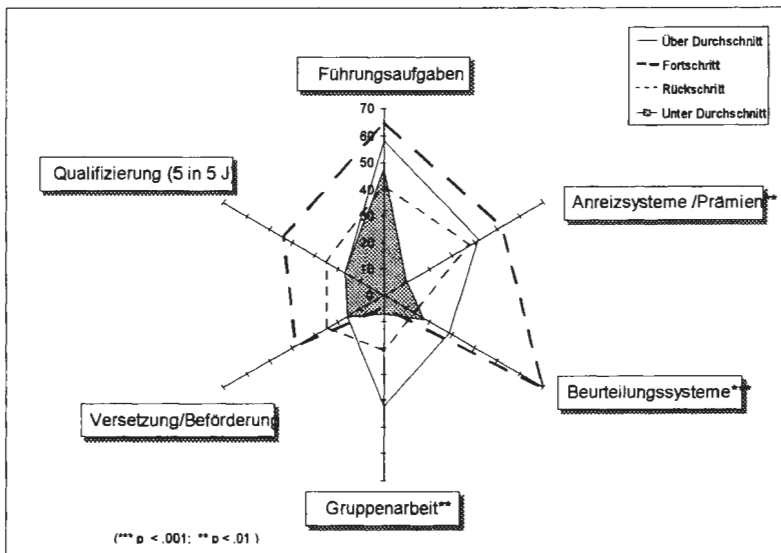 Über Durchschnitt
Fortschritt
Rückschritt
Unter Durchschnitt
Führungsaufgaben
70
60
50
40
30
20
10
0
Qualifizierung (5 in 5 J
Anreizsysteme /Prämien**
Versetzung/Beförderung
Beurteilungssysteme***
Gruppenarbeit**
(*** p < .001; ** p < .01 )